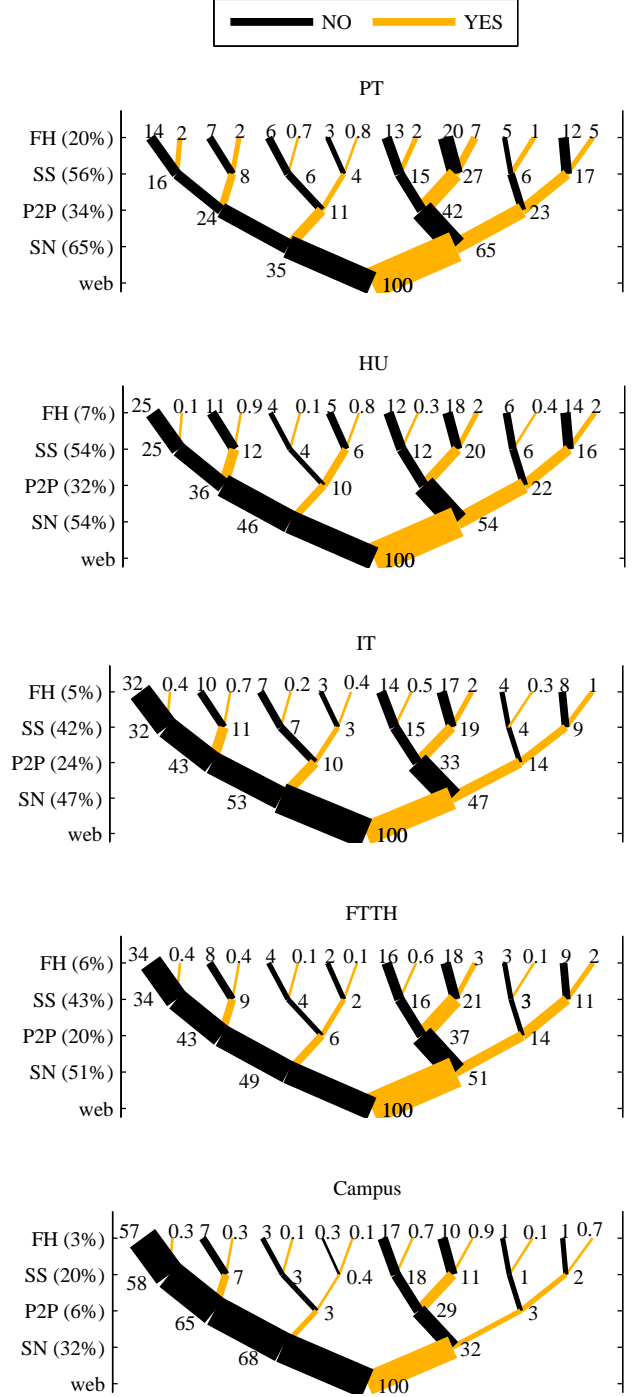 NO YES
PT
FH (20%) 14 2 7 2 6 0.7 3 0.8 13 2 20 7 5 1 12 5
SS (56%) 16 8 6 4 15 27 6 17
P2P (34%) 24 11 42 23
SN (65%) 35 65
web 100
HU
FH (7%) 25 0.1 11 0.9 4 0.1 5 0.8 12 0.3 18 2 6 0.4 14 2
SS (54%) 25 12 4 6 12 20 6 16
P2P (32%) 36 10 22
SN (54%) 46 54
web 100
IT
FH (5%) 32 0.4 10 0.7 7 0.2 3 0.4 14 0.5 17 2 4 0.3 8 1
SS (42%) 32 11 7 3 15 19 4 9
P2P (24%) 43 10 33 14
SN (47%) 53 47
web 100
FTTH
FH (6%) 34 0.4 8 0.4 4 0.1 2 0.1 16 0.6 18 3 3 0.1 9 2
SS (43%) 34 9 4 2 16 21 3 11
P2P (20%) 43 6 37 14
SN (51%) 49 51
web 100
Campus
FH (3%) 57 0.3 7 0.3 3 0.1 0.3 0.1 17 0.7 10 0.9 1 0.1 1 0.7
SS (20%) 58 7 3 0.4 18 11 1 2
P2P (6%) 65 3 29 3
SN (32%) 68 32
web 100